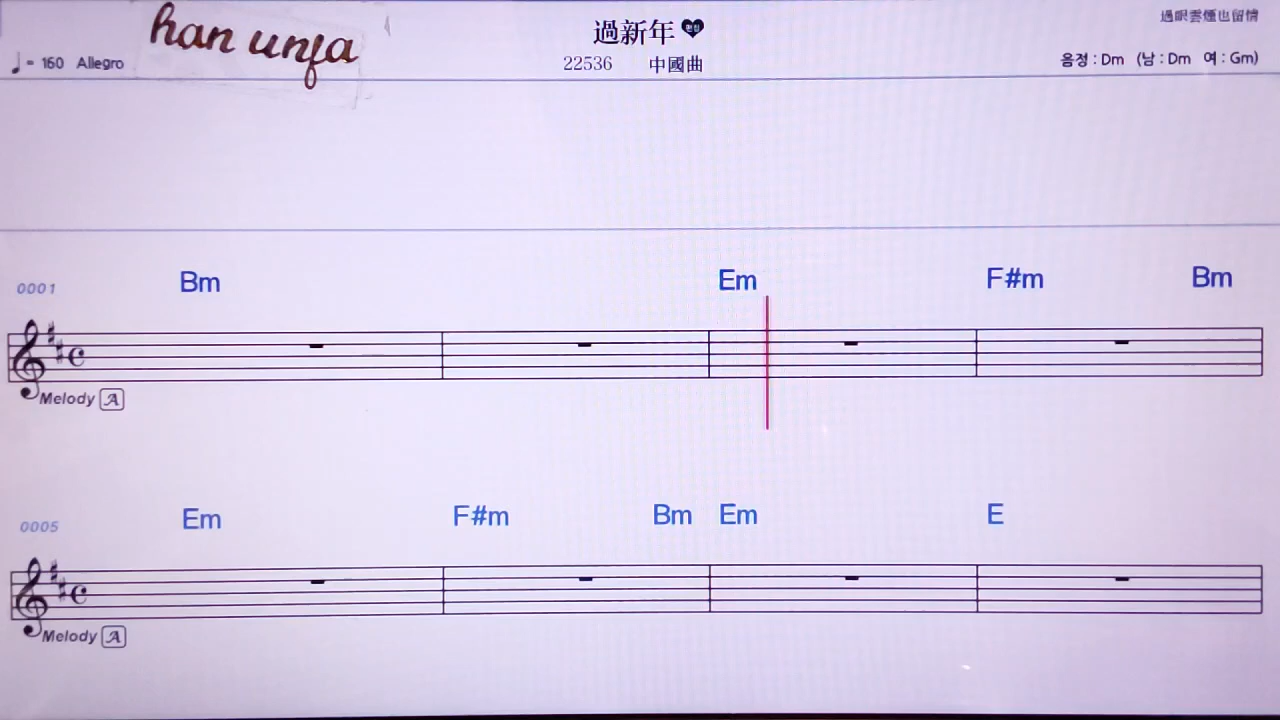 han unfa
過新年
過眼雲煙也留情
♩= 160 Allegro
22536 中國曲
음정 : Dm (남 : Dm 여 : Gm)
0001 Bm Em F#m Bm
Melody A
0005 Em F#m Bm Em E
Melody A